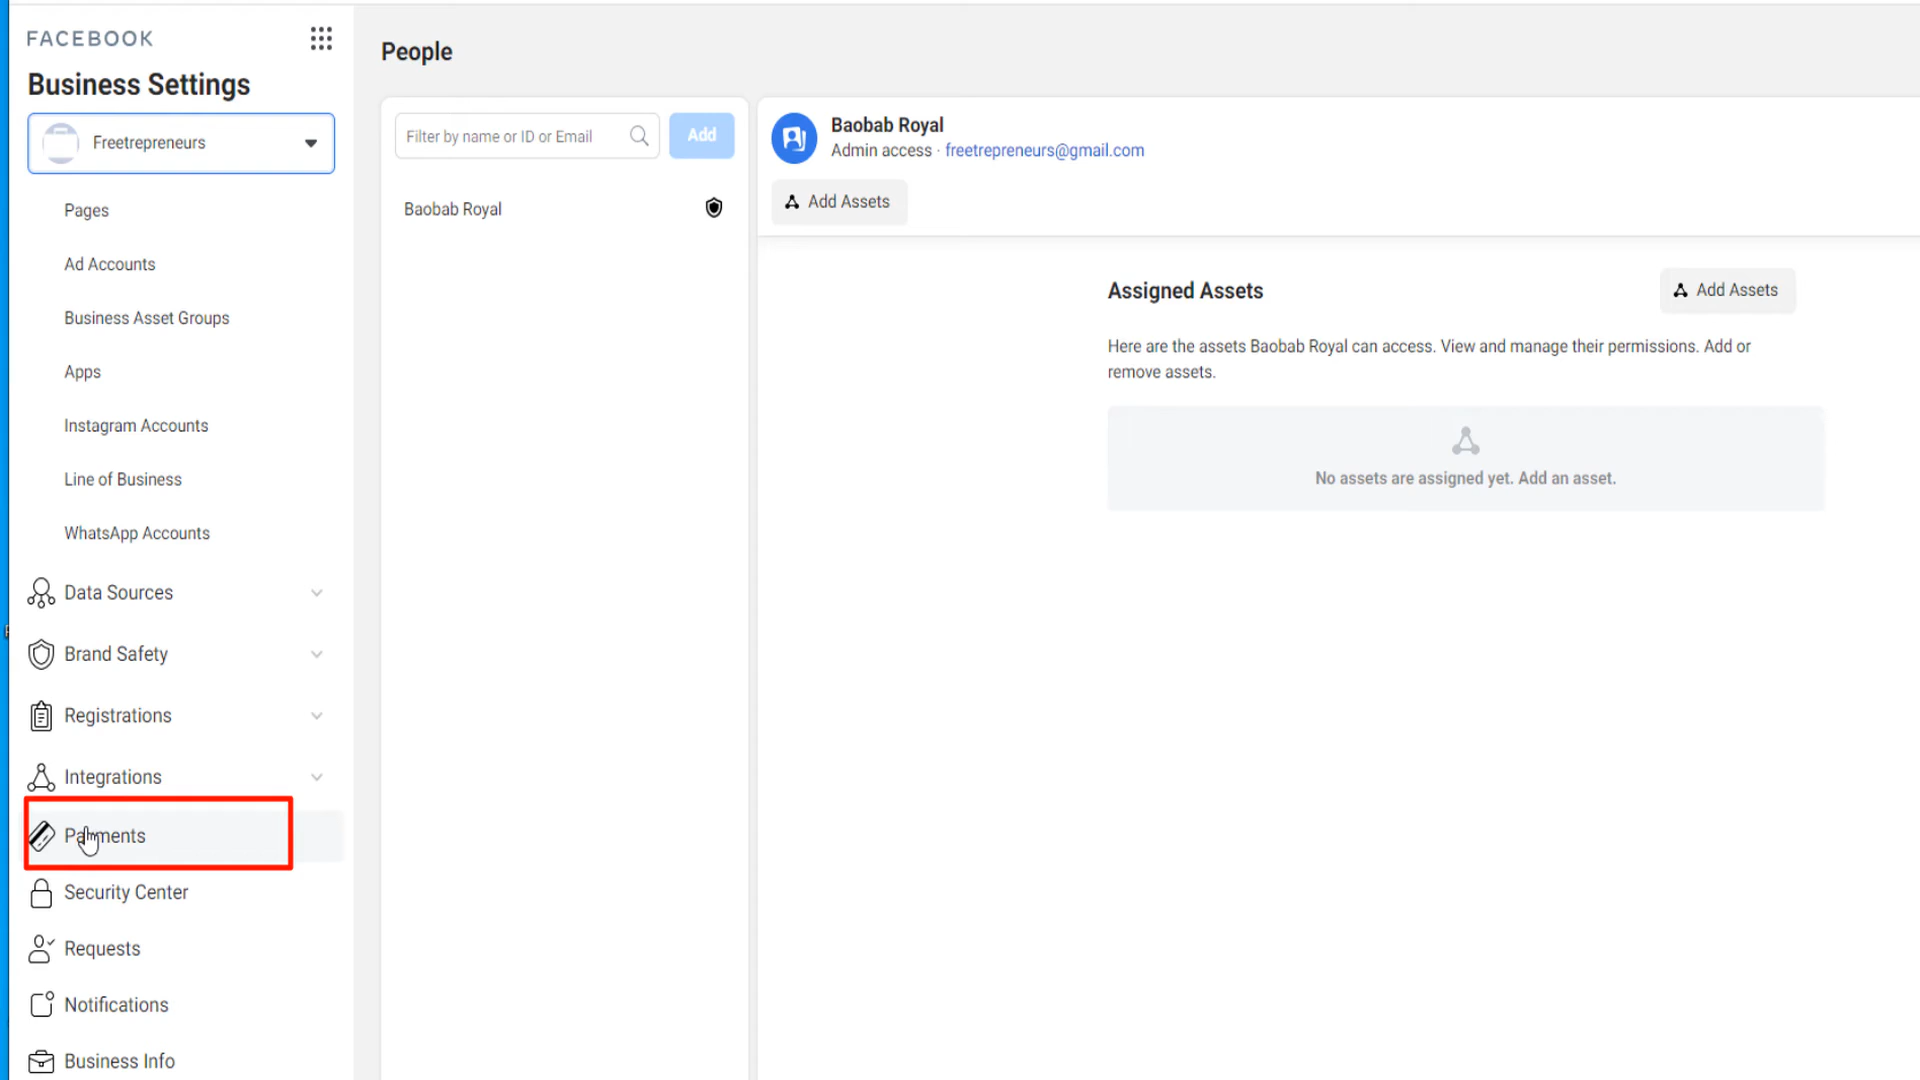 FACEBOOK
Business Settings
Freetrepreneurs
Pages
Ad Accounts
Business Asset Groups
Apps
Instagram Accounts
Line of Business
WhatsApp Accounts
Data Sources
Brand Safety
Registrations
Integrations
Payments
Security Center
Requests
Notifications
Business Info
People
Filter by name or ID or Email
Add
Baobab Royal
Baobab Royal
Admin access · freetrepreneurs@gmail.com
Add Assets
Assigned Assets
Add Assets
Here are the assets Baobab Royal can access. View and manage their permissions. Add or
remove assets.
No assets are assigned yet. Add an asset.